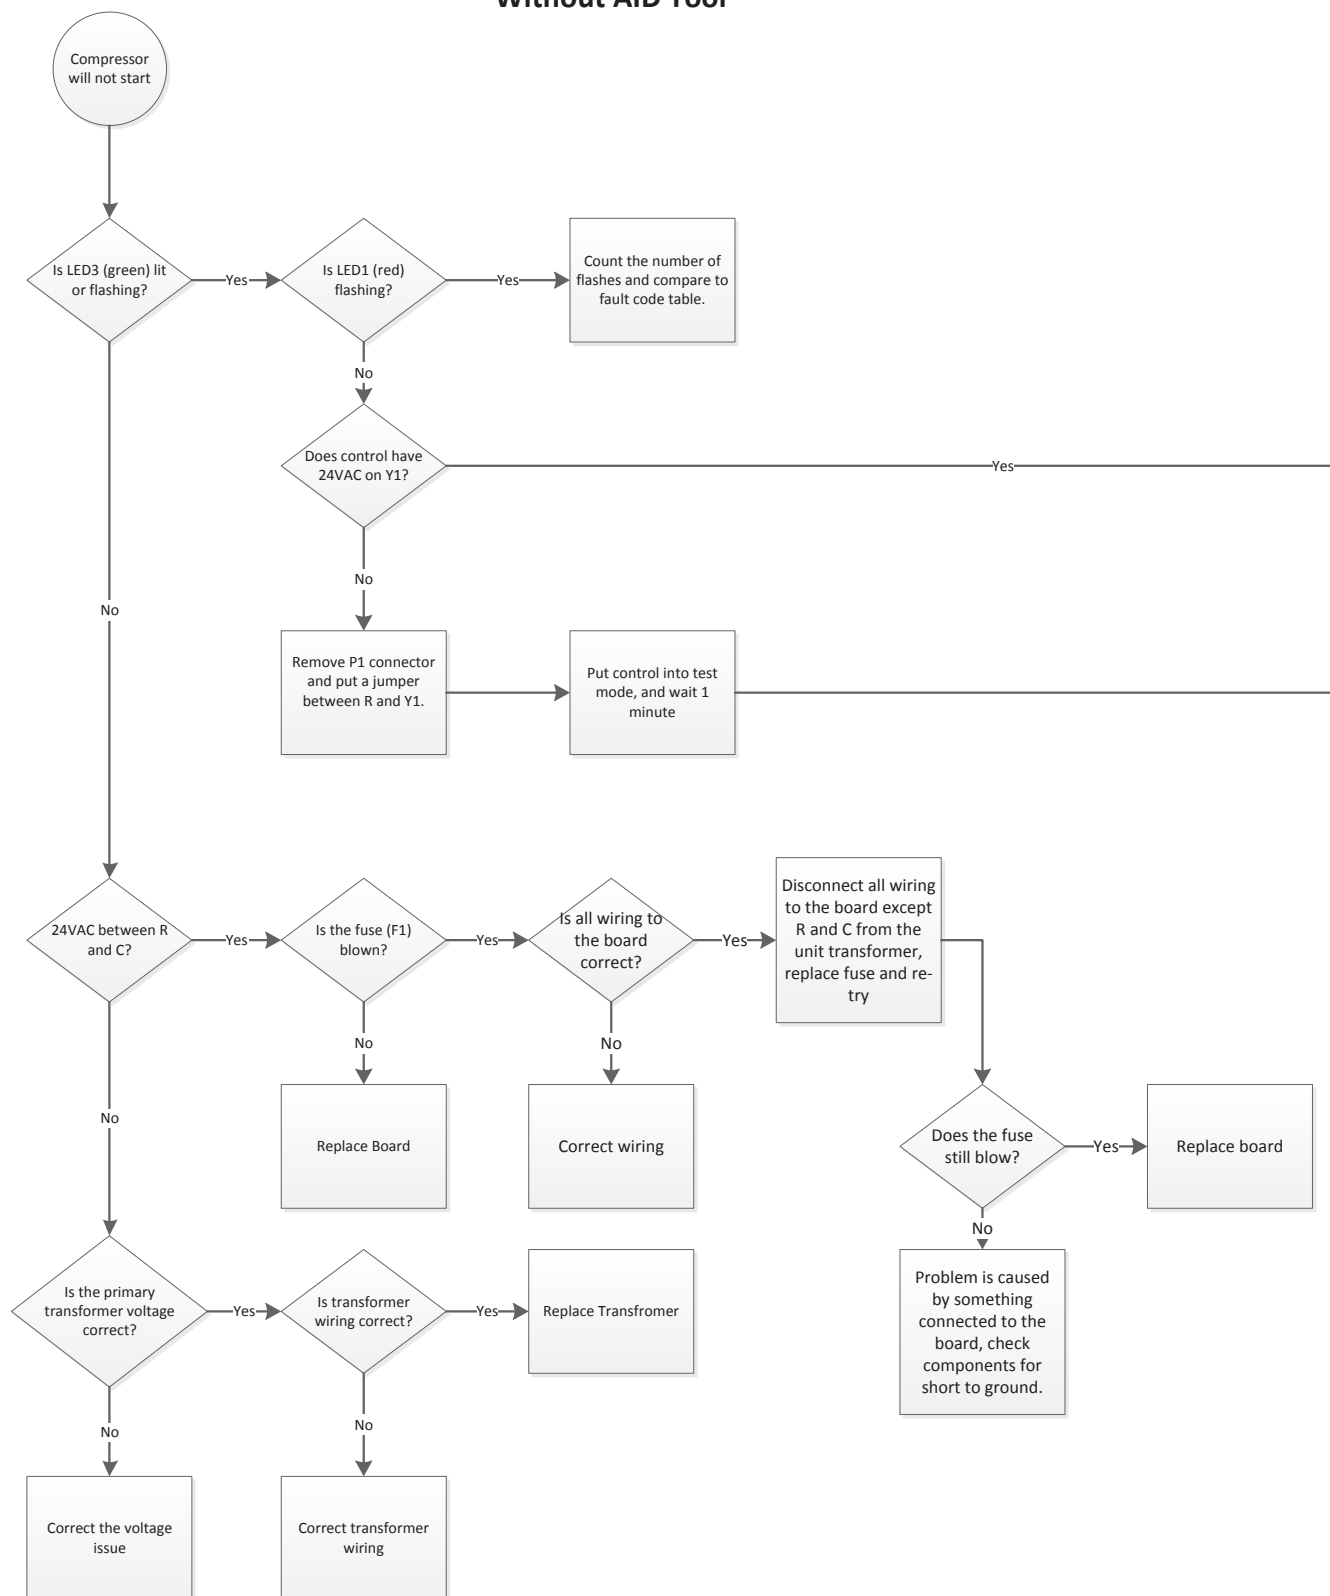 Without AID Tool
Compressor
will not start
Is LED3 (green) lit
or flashing?
Yes
Is LED1 (red)
flashing?
Yes
Count the number of
flashes and compare to
fault code table.
No
Does control have
24VAC on Y1?
Yes
No
No
Remove P1 connector
and put a jumper
between R and Y1.
Put control into test
mode, and wait 1
minute
24VAC between R
and C?
Yes
Is the fuse (F1)
blown?
Yes
Is all wiring to
the board
correct?
Yes
Disconnect all wiring
to the board except
R and C from the
unit transformer,
replace fuse and re-
try
No
No
No
Replace Board
Correct wiring
Does the fuse
still blow?
Yes
Replace board
No
Is the primary
transformer voltage
correct?
Yes
Is transformer
wiring correct?
Yes
Replace Transfromer
Problem is caused
by something
connected to the
board, check
components for
short to ground.
No
No
Correct the voltage
issue
Correct transformer
wiring